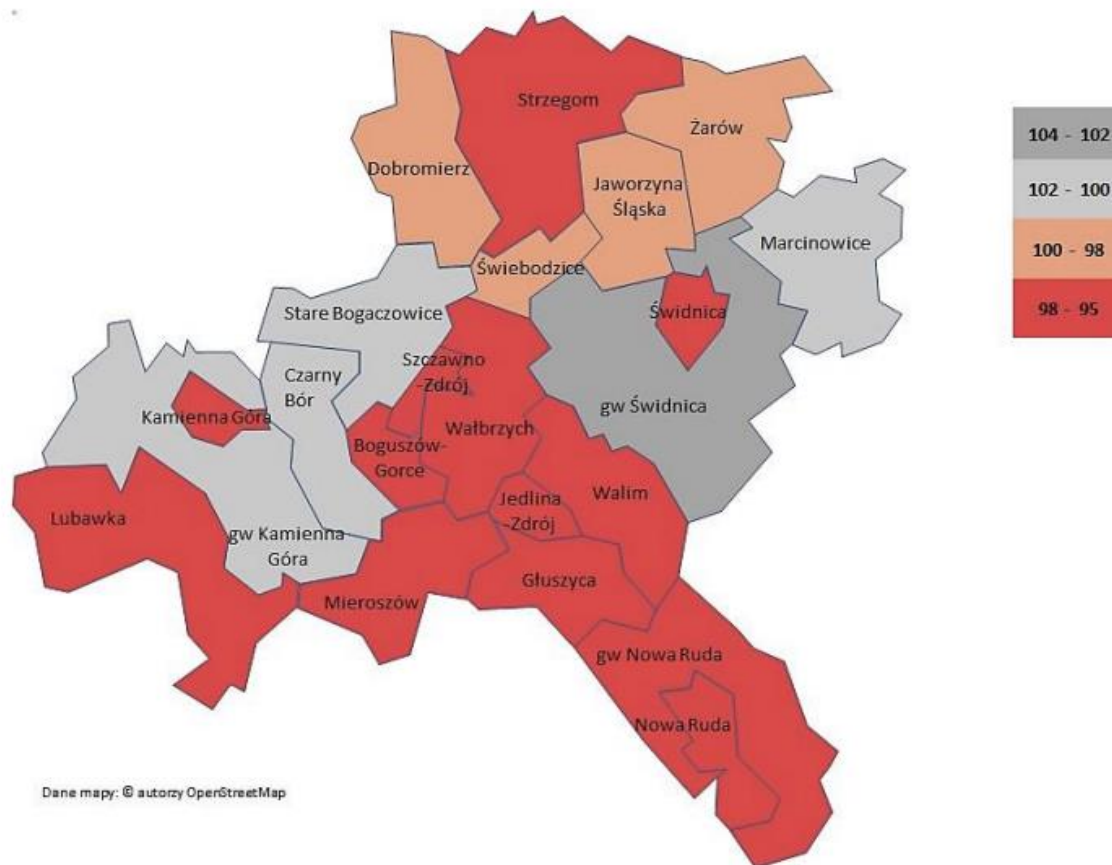 Strzegom
Żarów
104 - 102
Dobromierz
Jaworzyna
Śląska
102 - 100
Marcinowice
100 - 98
Świebodzice
Stare Bogaczowice
Świdnica
98 - 95
Szczawno
-Zdrój
Czarny
Bór
gw Świdnica
Kamienna Góra
Wałbrzych
Boguszów-
Gorce
Walim
Jedlina
-Zdrój
Lubawka
gw Kamienna
Góra
Głuszyca
Mieroszów
gw Nowa Ruda
Nowa Ruda
Dane mapy: © autorzy OpenStreetMap